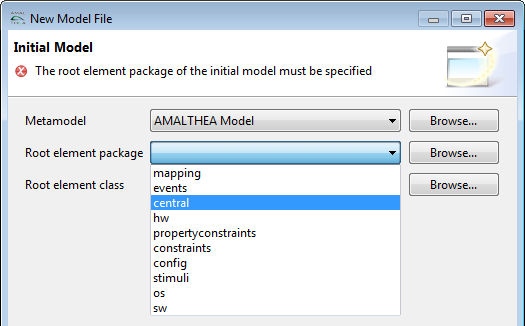 New Model File
Initial Model
The root element package of the initial model must be specified
Metamodel AMALTHEA Model Browse...
Root element package Browse...
Root element class Browse...
mapping
events
central
hw
propertyconstraints
constraints
config
stimuli
os
sw